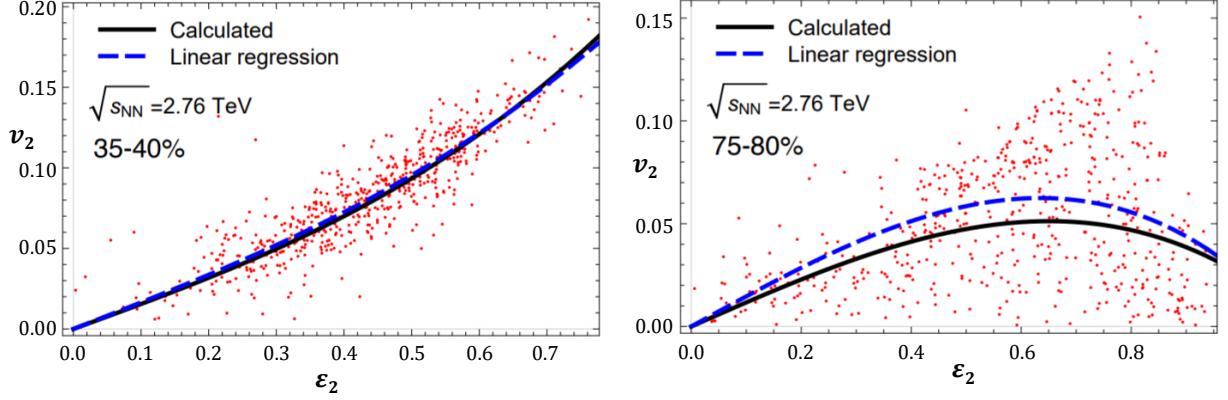 0.20
0.15
0.10
0.05
0.00
v₂
Calculated
Linear regression
√s_NN =2.76 TeV
35-40%
0.0 0.1 0.2 0.3 0.4 0.5 0.6 0.7
ε₂
0.15
0.10
0.05
0.00
v₂
Calculated
Linear regression
√s_NN =2.76 TeV
75-80%
0.0 0.2 0.4 0.6 0.8
ε₂